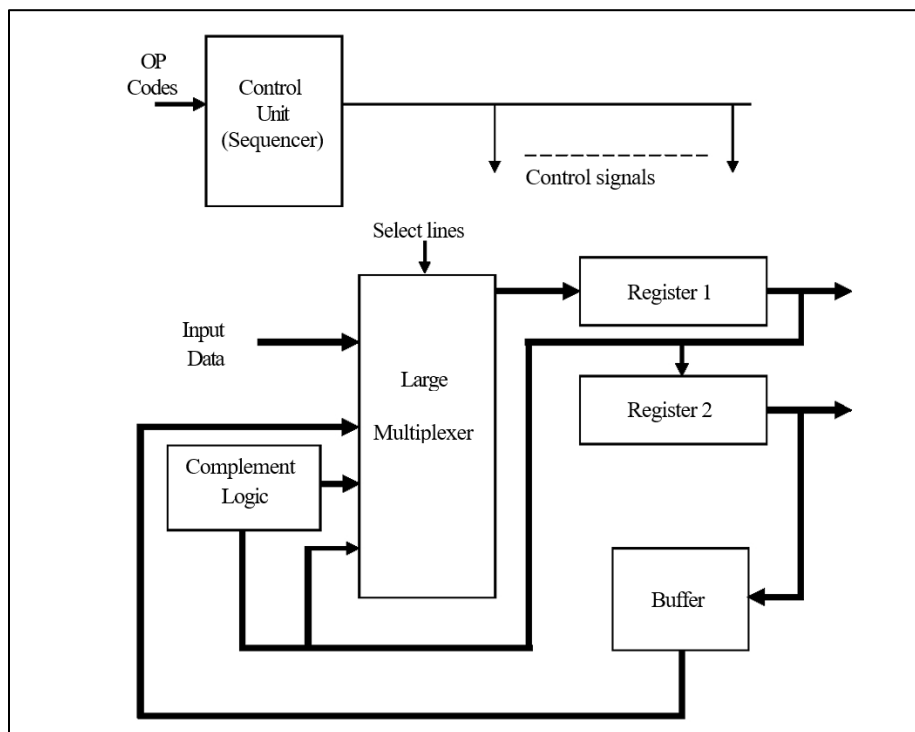 OP
Codes
Control
Unit
(Sequencer)
Control signals
Select lines
Register 1
Input
Data
Large
Multiplexer
Register 2
Complement
Logic
Buffer